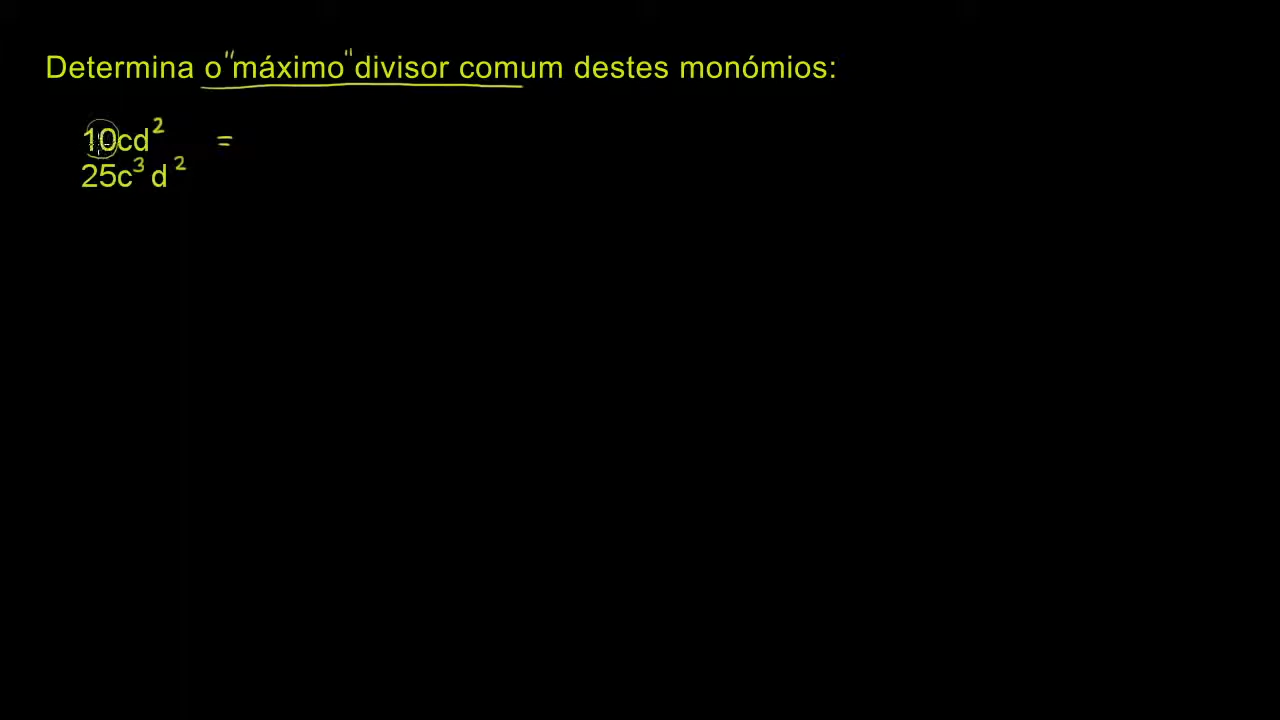 Determina o "máximo" divisor comum destes monómios:
10cd² =
25c³d²